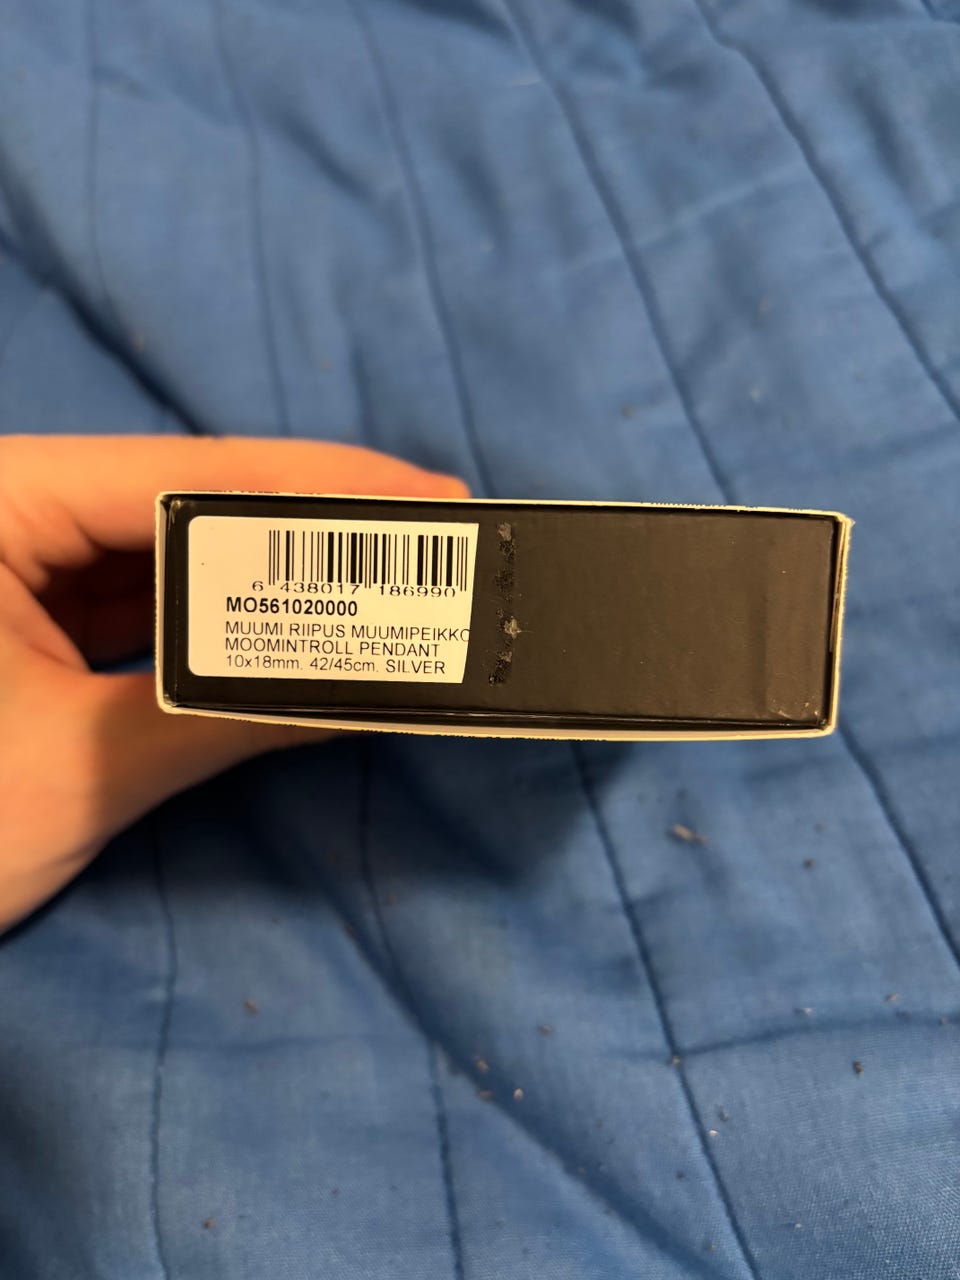 6 438017 186990
MO561020000
MUUMI RIIPUS MUUMIPEIKKO
MOOMINTROLL PENDANT
10x18mm. 42/45cm. SILVER